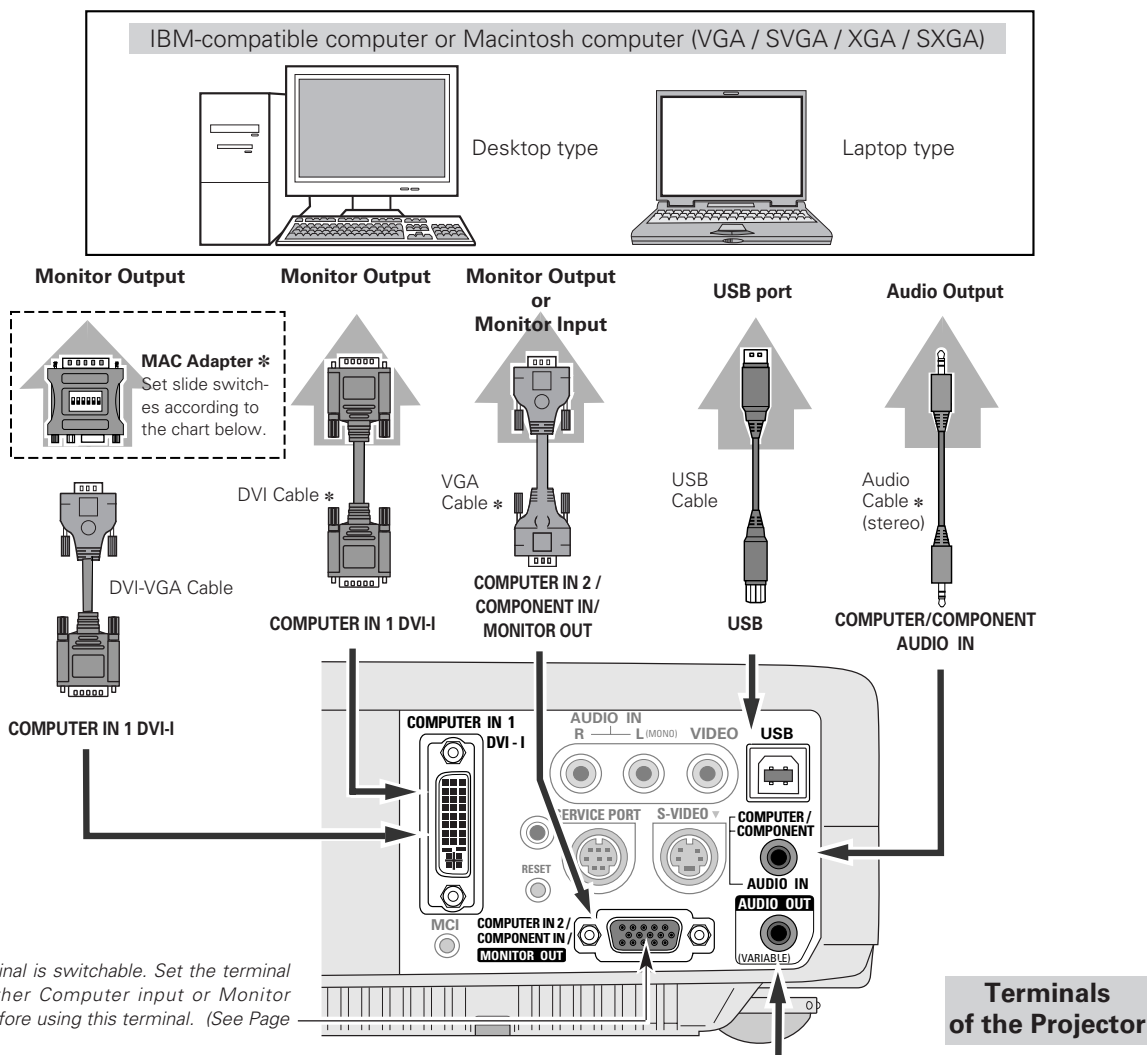 IBM-compatible computer or Macintosh computer (VGA / SVGA / XGA / SXGA)
Desktop type
Laptop type
Monitor Output
Monitor Output
Monitor Output
or
Monitor Input
USB port
Audio Output
MAC Adapter ✻
Set slide switch-
es according to
the chart below.
DVI Cable ✻
VGA
Cable ✻
USB
Cable
Audio
Cable ✻
(stereo)
DVI-VGA Cable
COMPUTER IN 1 DVI-I
COMPUTER IN 2 /
COMPONENT IN/
MONITOR OUT
USB
COMPUTER/COMPONENT
AUDIO IN
COMPUTER IN 1 DVI-I
COMPUTER IN 1
DVI - I
AUDIO IN
R
L (MONO)
VIDEO
USB
SERVICE PORT
S-VIDEO
COMPUTER /
COMPONENT
AUDIO IN
RESET
MCI
COMPUTER IN 2 /
COMPONENT IN /
MONITOR OUT
AUDIO OUT
(VARIABLE)
is switchable. Set the terminal
Computer input or Monitor
before using this terminal. (See Page
Terminals
of the Projector